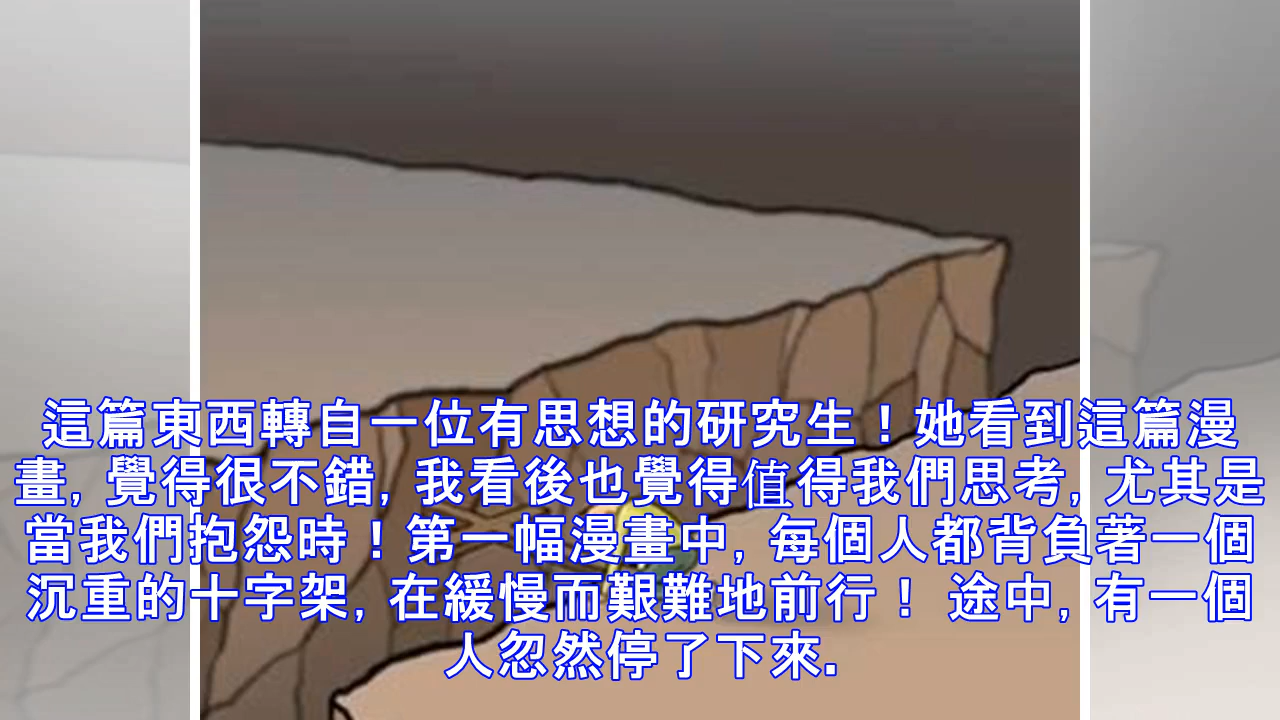 這篇東西轉自一位有思想的研究生！她看到這篇漫
畫, 覺得很不錯, 我看後也覺得值得我們思考, 尤其是
當我們抱怨時！第一幅漫畫中, 每個人都背負著一個
沉重的十字架, 在緩慢而艱難地前行！ 途中, 有一個
人忽然停了下來.